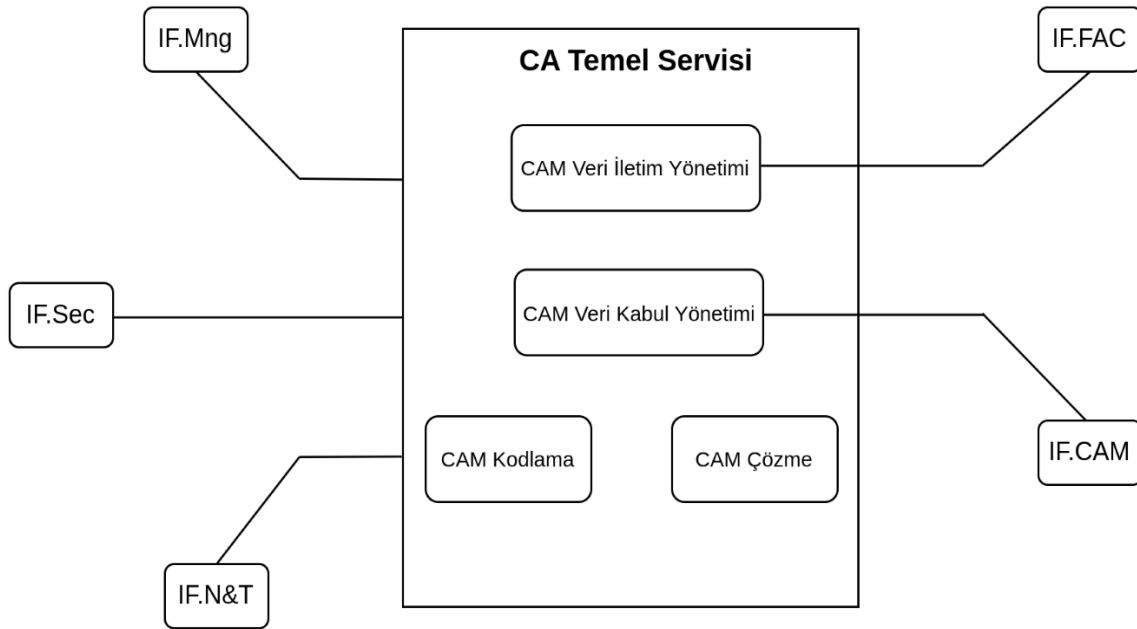 IF.Mng
IF.FAC
CA Temel Servisi
CAM Veri İletim Yönetimi
IF.Sec
CAM Veri Kabul Yönetimi
CAM Kodlama
CAM Çözme
IF.CAM
IF.N&T